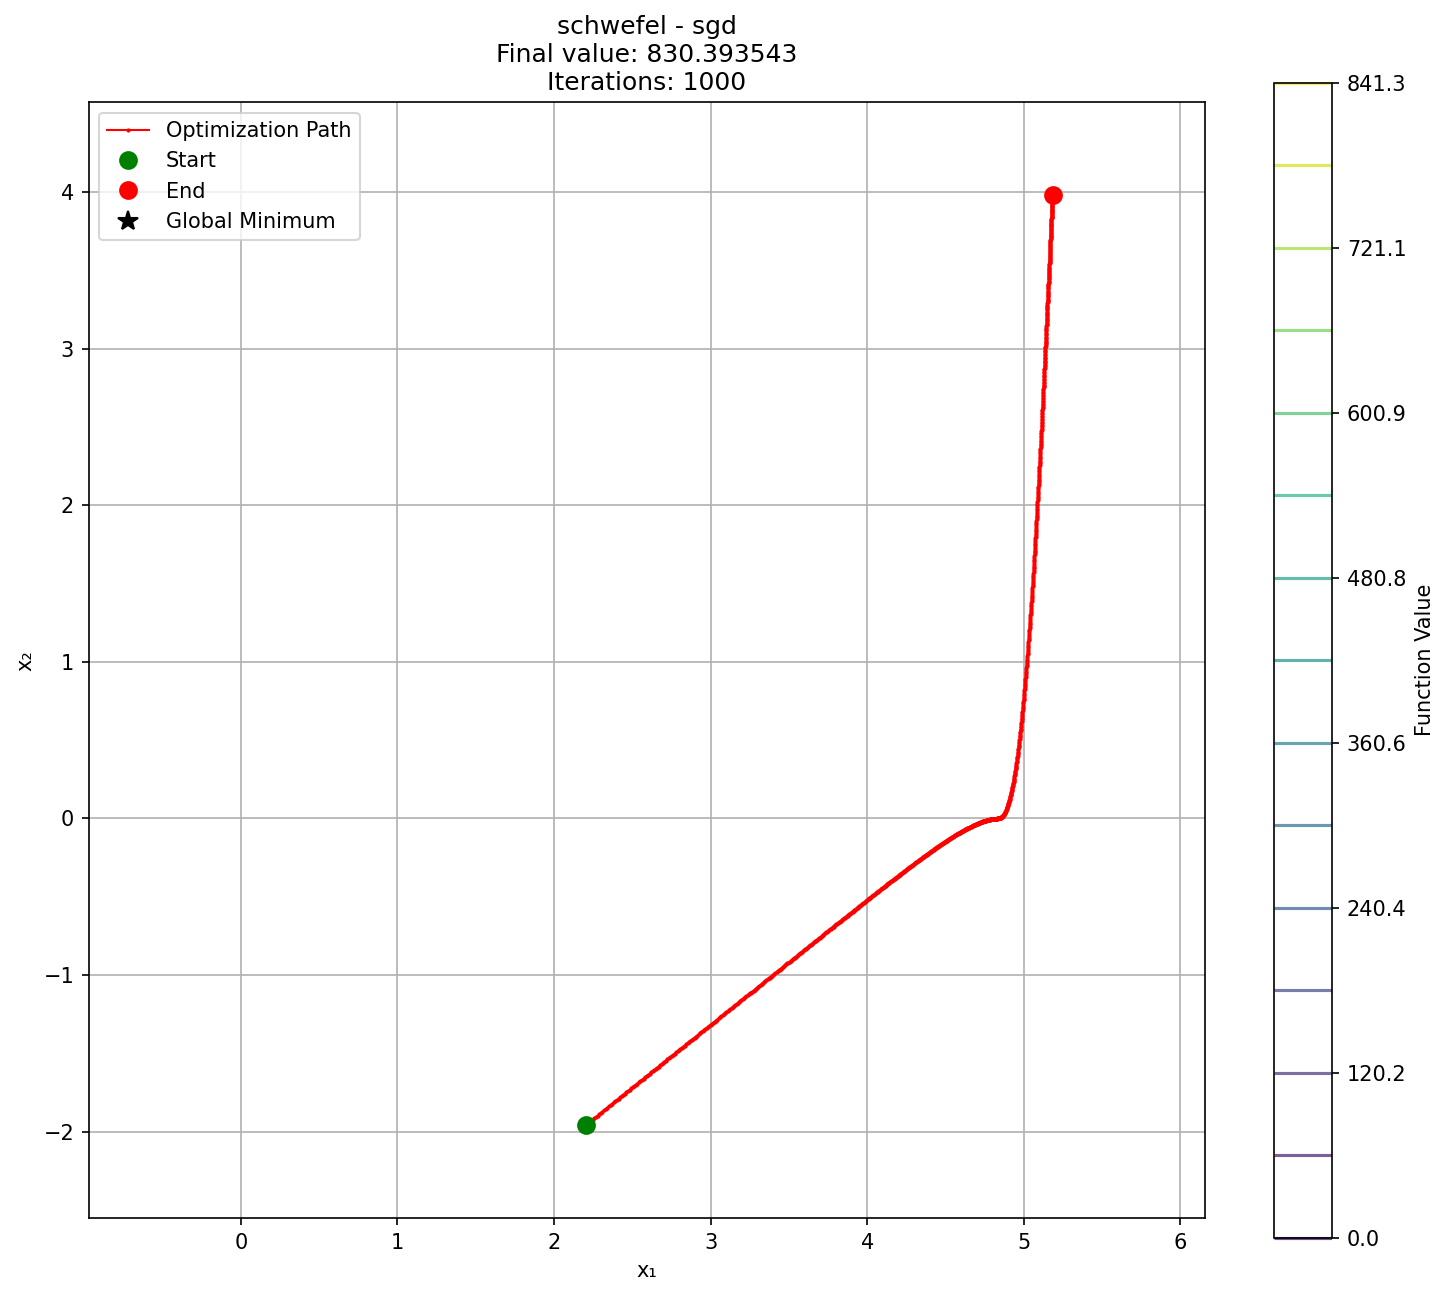 schwefel - sgd
Final value: 830.393543
Iterations: 1000
Optimization Path
Start
End
Global Minimum
4
3
2
1
0
−1
−2
x₂
0
1
2
3
4
5
6
x₁
841.3
721.1
600.9
480.8
360.6
240.4
120.2
0.0
Function Value